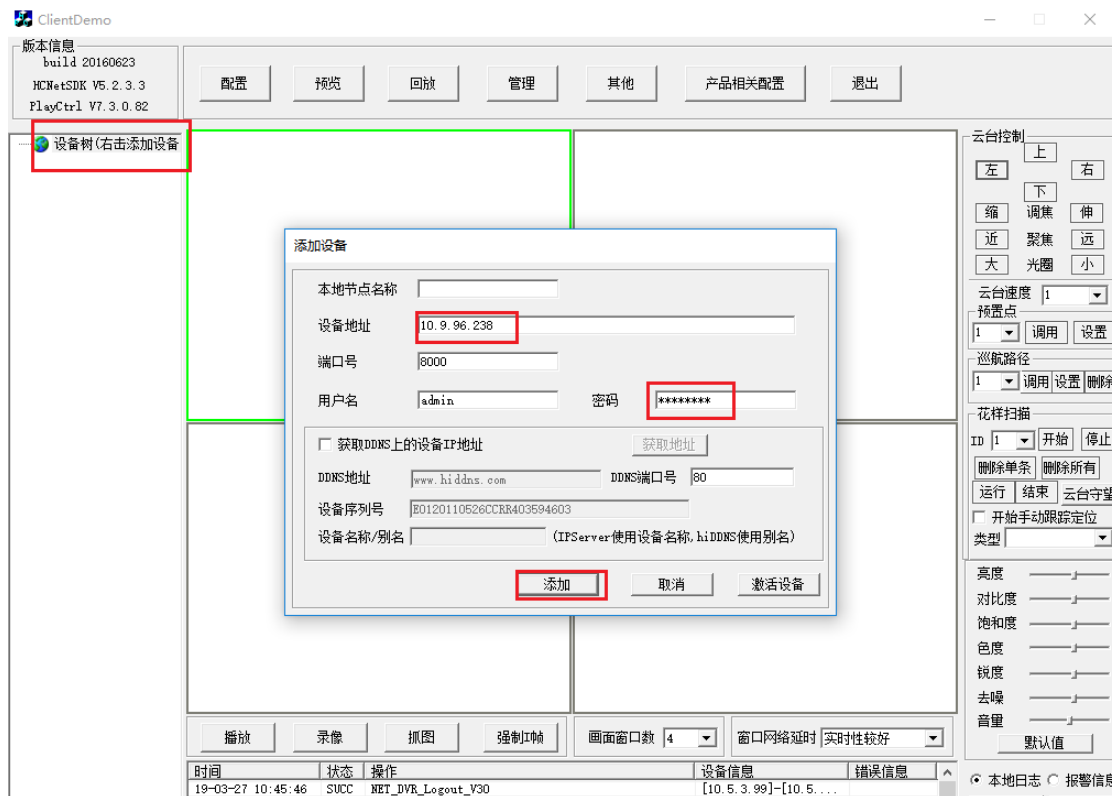 ClientDemo
版本信息
build 20160623
HCNetSDK V5.2.3.3
PlayCtrl V7.3.0.82
配置 预览 回放 管理 其他 产品相关配置 退出
设备树(右击添加设备
云台控制
上
左 右
下
缩 调焦 伸
近 聚焦 远
大 光圈 小
云台速度 1
预置点
1 调用 设置
巡航路径
1 调用 设置 删除
花样扫描
ID 1 开始 停止
删除单条 删除所有
运行 结束 云台守望
开始手动跟踪定位
类型
亮度
对比度
饱和度
色度
锐度
去噪
音量
默认值
添加设备
本地节点名称
设备地址 10.9.96.238
端口号 8000
用户名 admin 密码 ********
获取DDNS上的设备IP地址 获取地址
DDNS地址 www.hiddns.com DDNS端口号 80
设备序列号 E0120110526CCRR403594603
设备名称/别名 (IPServer使用设备名称,hiDDNS使用别名)
添加 取消 激活设备
播放 录像 抓图 强制I帧 画面窗口数 4 窗口网络延时 实时性较好
时间 状态 操作 设备信息 错误信息
19-03-27 10:45:46 SUCC NET_DVR_Logout_V30 [10.5.3.99]-[10.5....
本地日志 报警信息